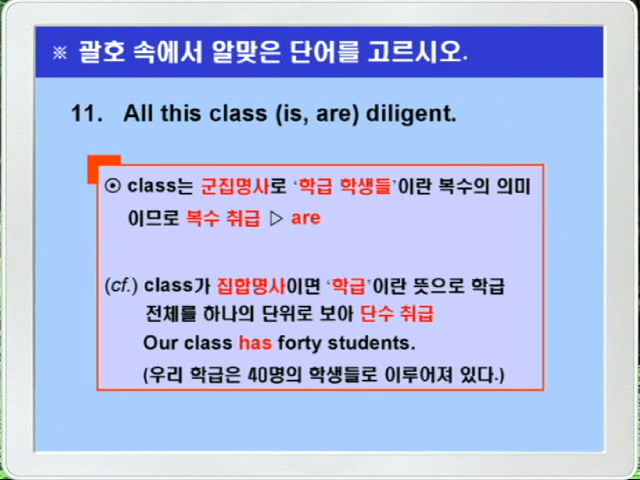 ※ 괄호 속에서 알맞은 단어를 고르시오.
11. All this class (is, are) diligent.
⊙ class는 군집명사로 ‘학급 학생들’이란 복수의 의미
이므로 복수 취급 ▷ are
(cf.) class가 집합명사이면 ‘학급’이란 뜻으로 학급
전체를 하나의 단위로 보아 단수 취급
Our class has forty students.
(우리 학급은 40명의 학생들로 이루어져 있다.)